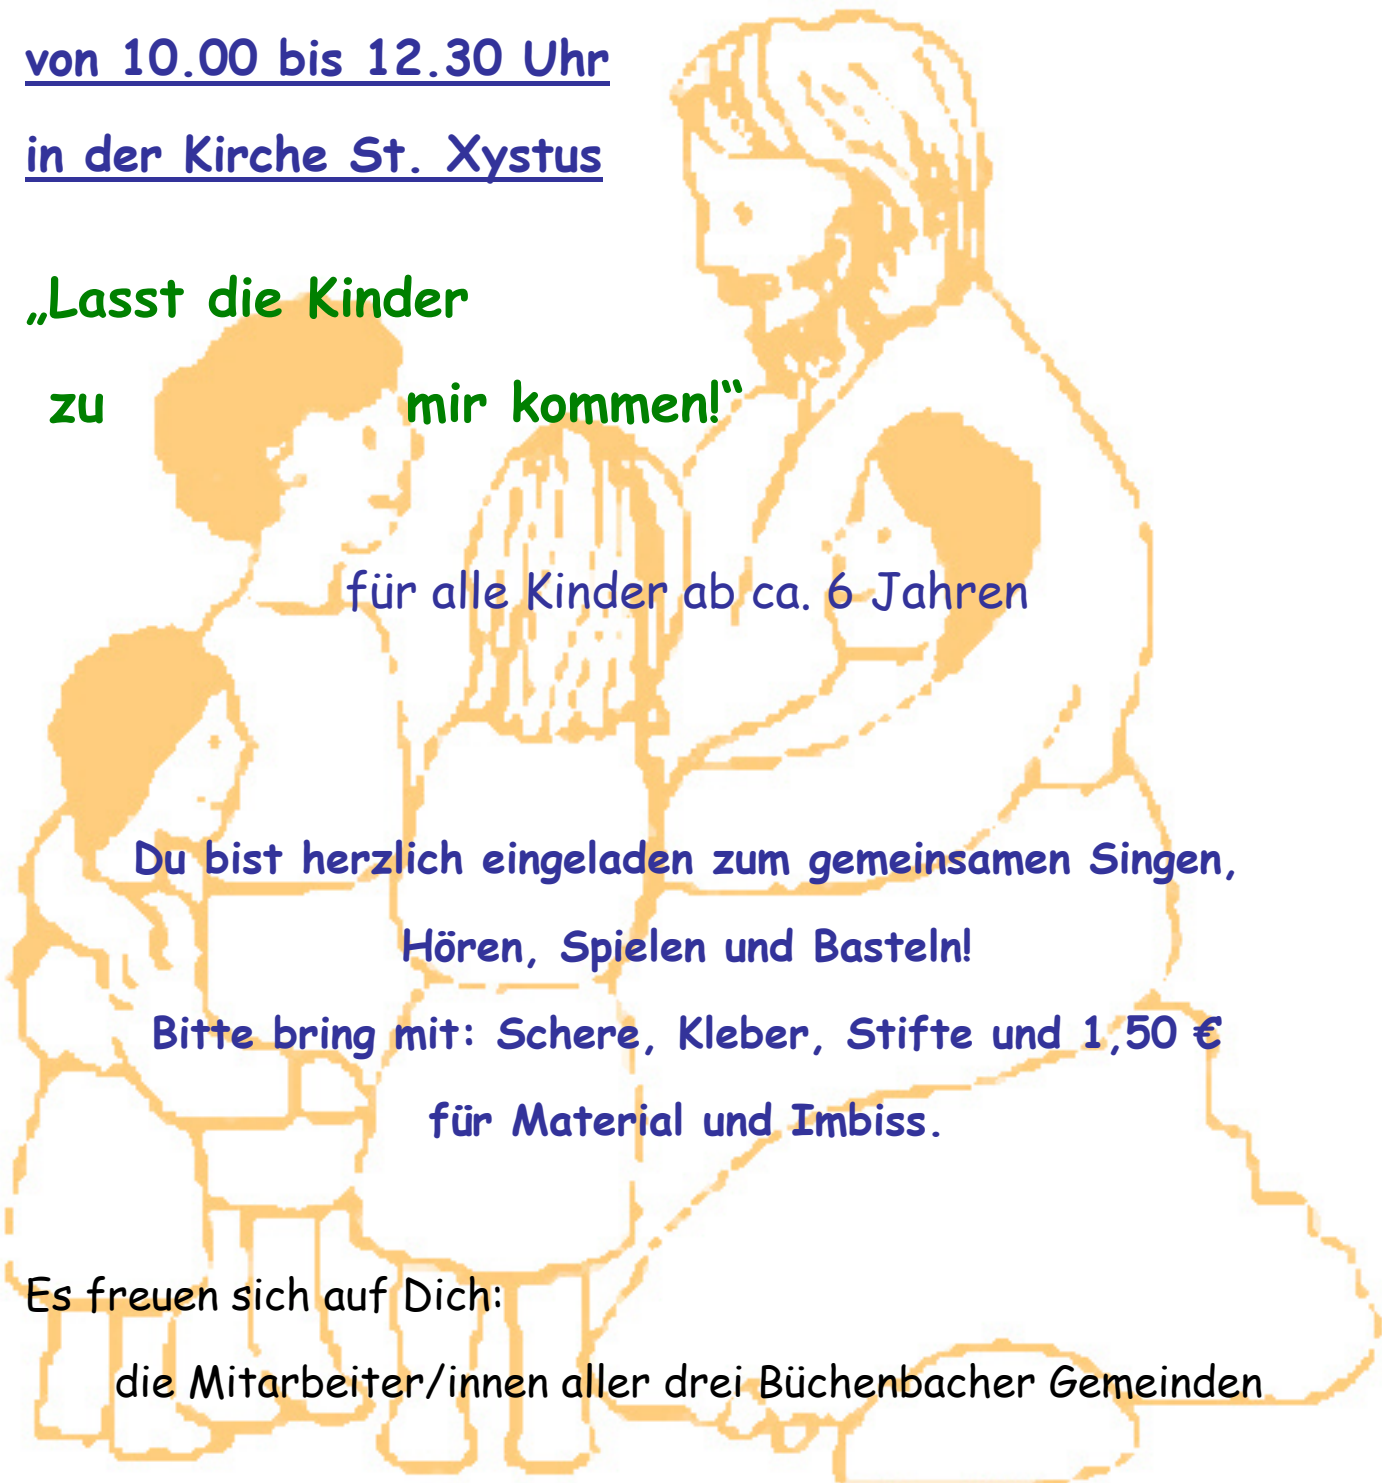 von 10.00 bis 12.30 Uhr
in der Kirche St. Xystus
„Lasst die Kinder
zu mir kommen!“
für alle Kinder ab ca. 6 Jahren
Du bist herzlich eingeladen zum gemeinsamen Singen,
Hören, Spielen und Basteln!
Bitte bring mit: Schere, Kleber, Stifte und 1,50 €
für Material und Imbiss.
Es freuen sich auf Dich:
die Mitarbeiter/innen aller drei Büchenbacher Gemeinden